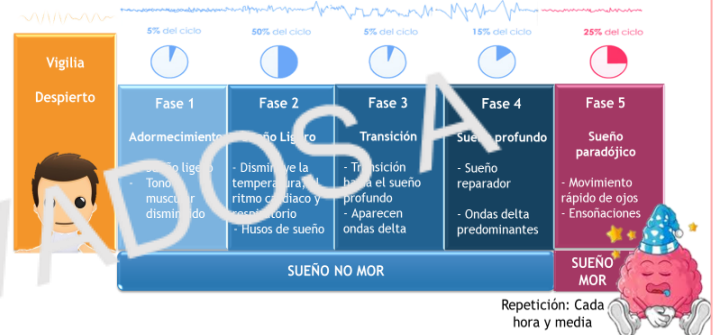 5% del ciclo
50% del ciclo
5% del ciclo
15% del ciclo
25% del ciclo
Vigilia
Despierto
Fase 1
Adormecimiento
- Sueño ligero
- Tono
muscular
disminuido
Fase 2
Sueño Ligero
- Disminuye la
temperatura, el
ritmo cardiaco y
respiratorio
- Husos de sueño
Fase 3
Transición
- Transición
hacia el sueño
profundo
- Aparecen
ondas delta
Fase 4
Sueño profundo
- Sueño
reparador
- Ondas delta
predominantes
Fase 5
Sueño
paradójico
- Movimiento
rápido de ojos
- Ensoñaciones
SUEÑO NO MOR
SUEÑO
MOR
Repetición: Cada
hora y media
ADOSA